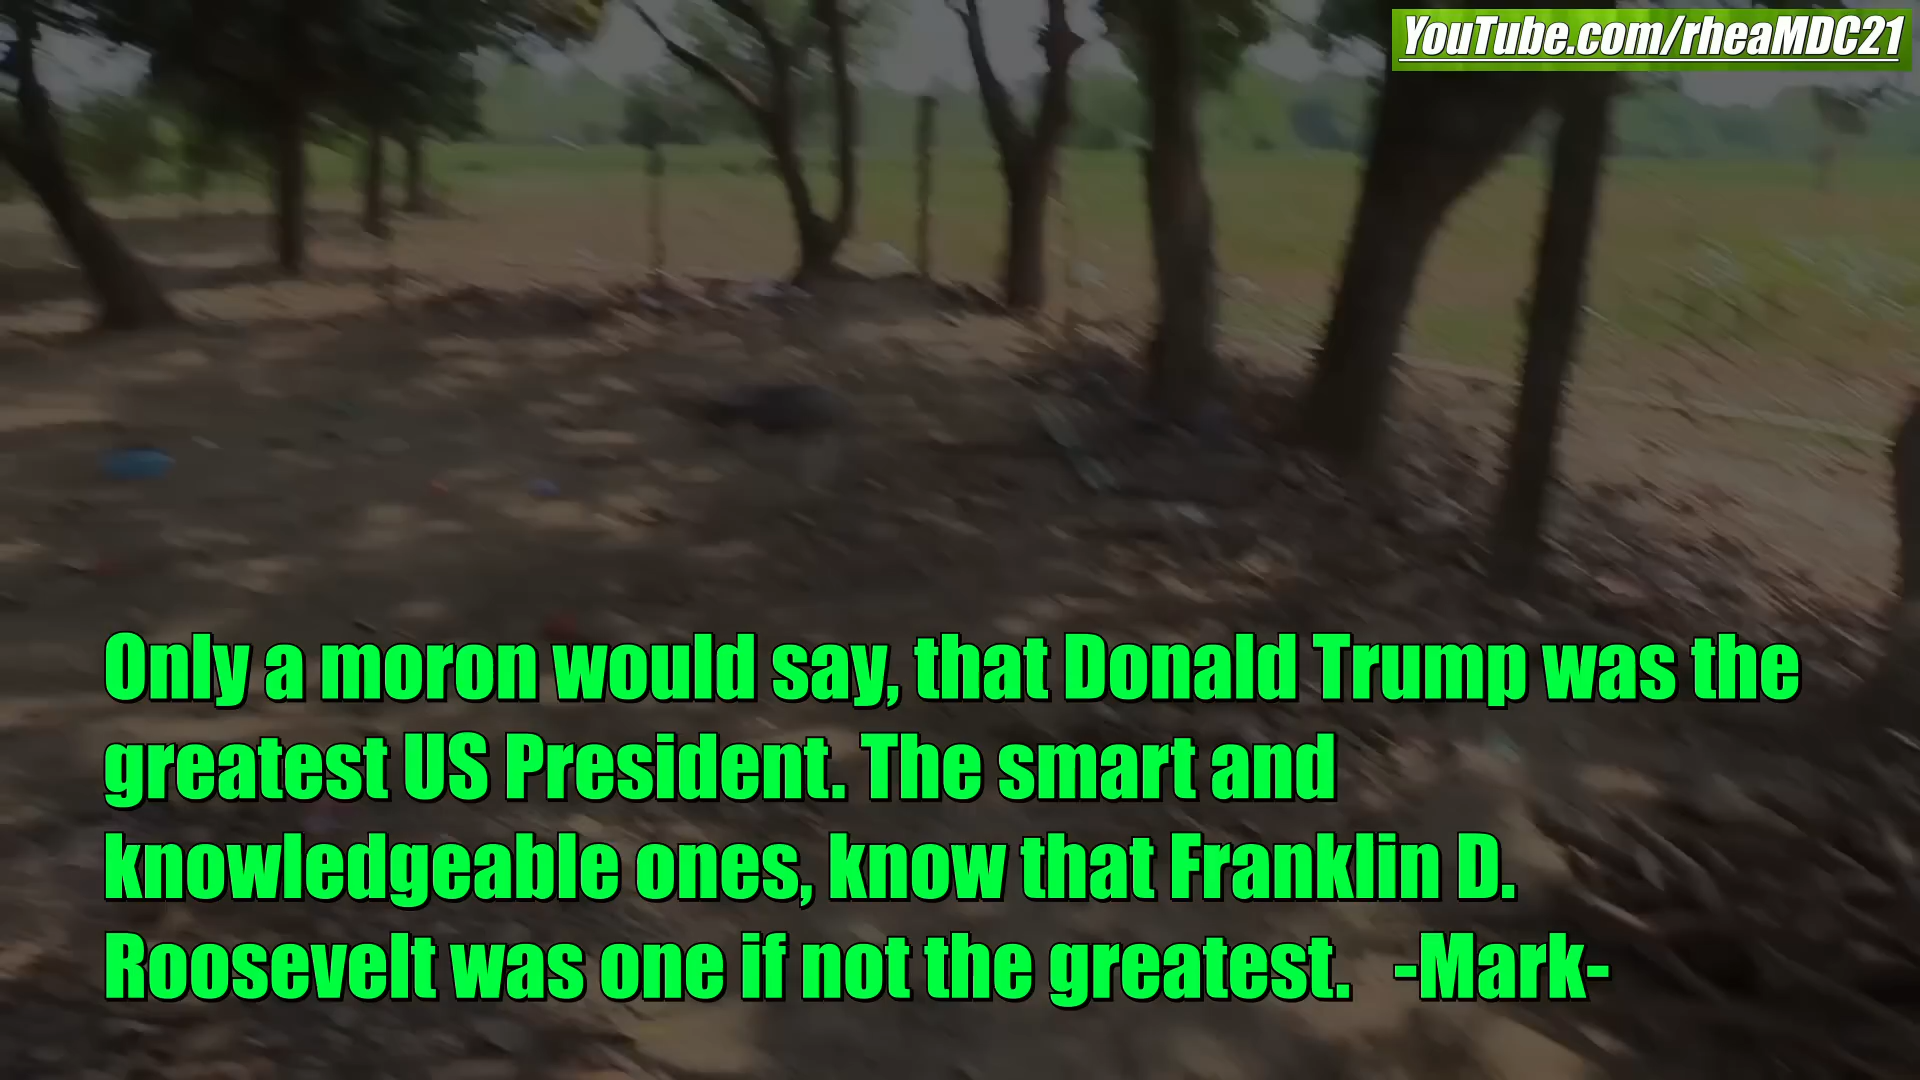 YouTube.com/rheaMDC21
Only a moron would say, that Donald Trump was the
greatest US President. The smart and
knowledgeable ones, know that Franklin D.
Roosevelt was one if not the greatest.   -Mark-